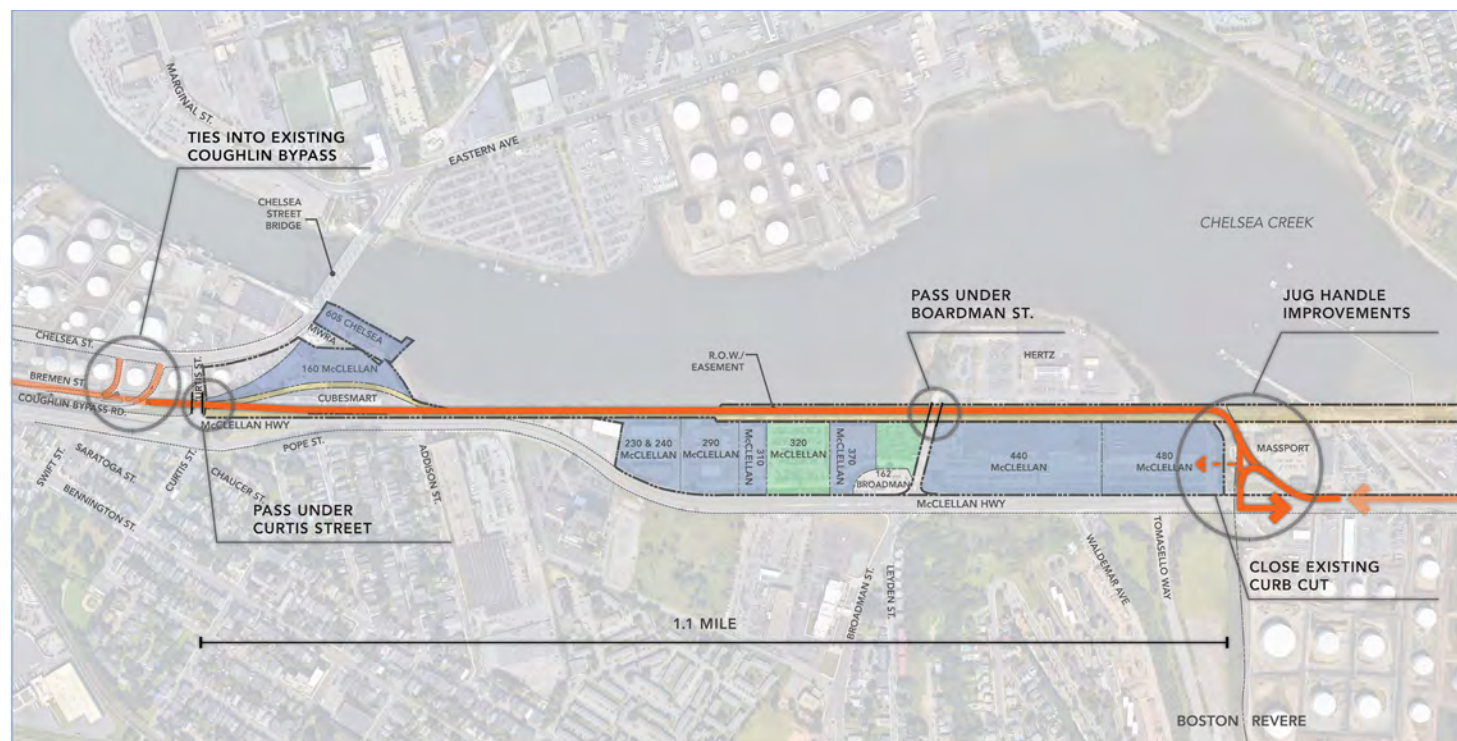 MARGINAL ST.
TIES INTO EXISTING
COUGHLIN BYPASS
EASTERN AVE
CHELSEA
STREET
BRIDGE
CHELSEA CREEK
PASS UNDER
BOARDMAN ST.
JUG HANDLE
IMPROVEMENTS
605 CHELSEA
MWRA
CHELSEA ST.
CURTIS ST.
R.O.W./
EASEMENT
HERTZ
160 McCLELLAN
BREMEN ST.
CUBESMART
COUGHLIN BYPASS RD.
McCLELLAN HWY
POPE ST.
230 & 240
McCLELLAN
290
McCLELLAN
310
McCLELLAN
320
McCLELLAN
370
McCLELLAN
162
BROADMAN
440
McCLELLAN
480
McCLELLAN
MASSPORT
McCLELLAN HWY
SWIFT ST.
SARATOGA ST.
BENNINGTON ST.
CURTIS ST.
CHAUCER ST.
ADDISON ST.
PASS UNDER
CURTIS STREET
BROADMAN ST.
LEYDEN ST.
WALDEMAR AVE
TOMASELLO WAY
CLOSE EXISTING
CURB CUT
1.1 MILE
BOSTON
REVERE